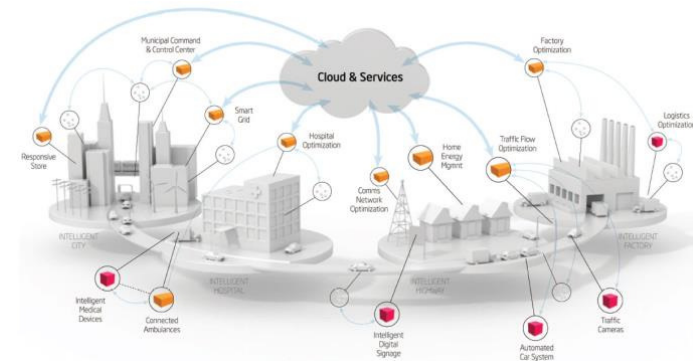 Municipal Command
& Control Center
Cloud & Services
Factory
Optimization
Smart
Grid
Hospital
Optimization
Responsive
Store
Comms
Network
Optimization
Home
Energy
Mgmnt
Traffic Flow
Optimization
Logistics
Optimization
INTELLIGENT
CITY
INTELLIGENT
HOSPITAL
INTELLIGENT
HIGHWAY
INTELLIGENT
FACTORY
Intelligent
Medical
Devices
Connected
Ambulances
Intelligent
Digital
Signage
Automated
Car System
Traffic
Cameras